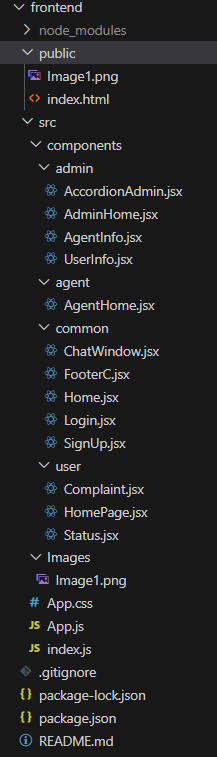 frontend
node_modules
public
Image1.png
index.html
src
components
admin
AccordionAdmin.jsx
AdminHome.jsx
AgentInfo.jsx
UserInfo.jsx
agent
AgentHome.jsx
common
ChatWindow.jsx
FooterC.jsx
Home.jsx
Login.jsx
SignUp.jsx
user
Complaint.jsx
HomePage.jsx
Status.jsx
Images
Image1.png
# App.css
JS App.js
JS index.js
.gitignore
{} package-lock.json
{} package.json
README.md